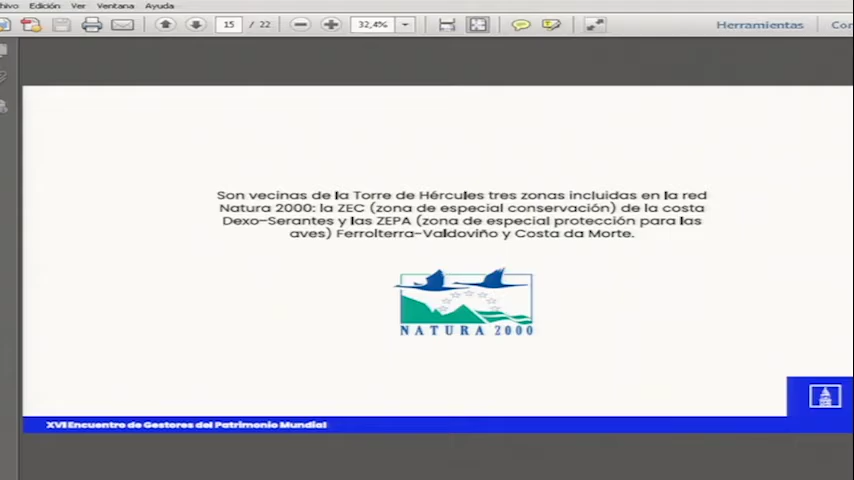 Edición Ver Ventana Ayuda
15 / 22 32,4% Herramientas
Son vecinas de la Torre de Hércules tres zonas incluidas en la red
Natura 2000: la ZEC (zona de especial conservación) de la costa
Dexo-Serantes y las ZEPA (zona de especial protección para las
aves) Ferrolterra-Valdoviño y Costa da Morte.
NATURA 2000
XVI Encuentro de Gestores del Patrimonio Mundial